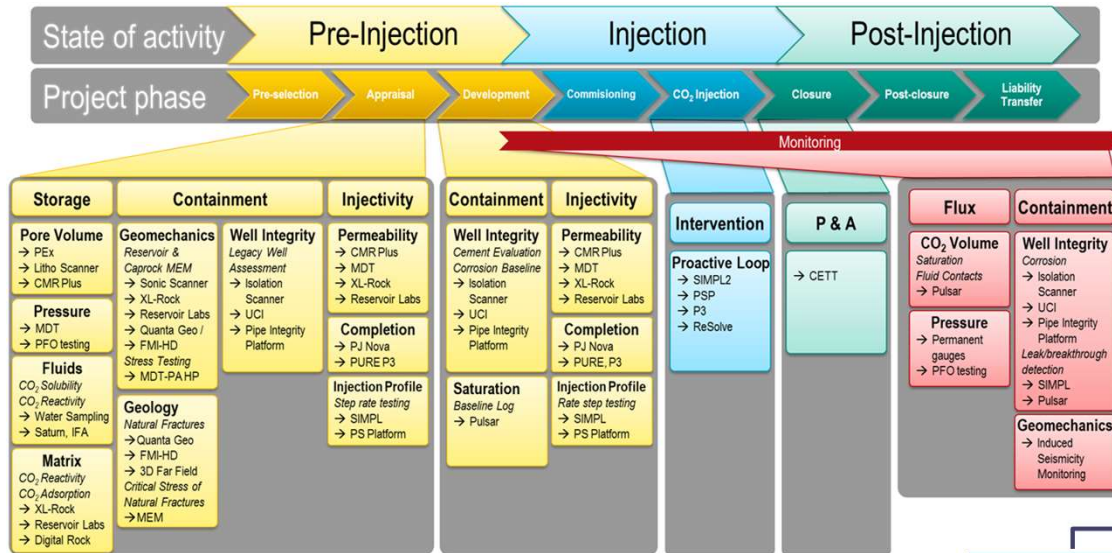 State of activity
Pre-Injection
Injection
Post-Injection
Project phase
Pre-selection
Appraisal
Development
Commisioning
CO₂ Injection
Closure
Post-closure
Liability
Transfer
Monitoring
Storage
Pore Volume
→ PEx
→ Litho Scanner
→ CMR Plus
Pressure
→ MDT
→ PFO testing
Fluids
CO₂ Solubility
CO₂ Reactivity
→ Water Sampling
→ Saturn, IFA
Matrix
CO₂ Reactivity
CO₂ Adsorption
→ XL-Rock
→ Reservoir Labs
→ Digital Rock
Containment
Geomechanics
Reservoir &
Caprock MEM
→ Sonic Scanner
→ XL-Rock
→ Reservoir Labs
→ Quanta Geo /
→ FMI-HD
Stress Testing
→ MDT-PA HP
Geology
Natural Fractures
→ Quanta Geo
→ FMI-HD
→ 3D Far Field
Critical Stress of
Natural Fractures
→ MEM
Well Integrity
Legacy Well
Assessment
→ Isolation
Scanner
→ UCI
→ Pipe Integrity
Platform
Injectivity
Permeability
→ CMR Plus
→ MDT
→ XL-Rock
→ Reservoir Labs
Completion
→ PJ Nova
→ PURE P3
Injection Profile
Step rate testing
→ SIMPL
→ PS Platform
Containment
Well Integrity
Cement Evaluation
Corrosion Baseline
→ Isolation
Scanner
→ UCI
→ Pipe Integrity
Platform
Saturation
Baseline Log
→ Pulsar
Injectivity
Permeability
→ CMR Plus
→ MDT
→ XL-Rock
→ Reservoir Labs
Completion
→ PJ Nova
→ PURE, P3
Injection Profile
Rate step testing
→ SIMPL
→ PS Platform
Intervention
Proactive Loop
→ SIMPL2
→ PSP
→ P3
→ ReSolve
P & A
→ CETT
Flux
CO₂ Volume
Saturation
Fluid Contacts
→ Pulsar
Pressure
→ Permanent
gauges
→ PFO testing
Containment
Well Integrity
Corrosion
→ Isolation
Scanner
→ UCI
→ Pipe Integrity
Platform
Leak/breakthrough
detection
→ SIMPL
→ Pulsar
Geomechanics
→ Induced
Seismicity
Monitoring